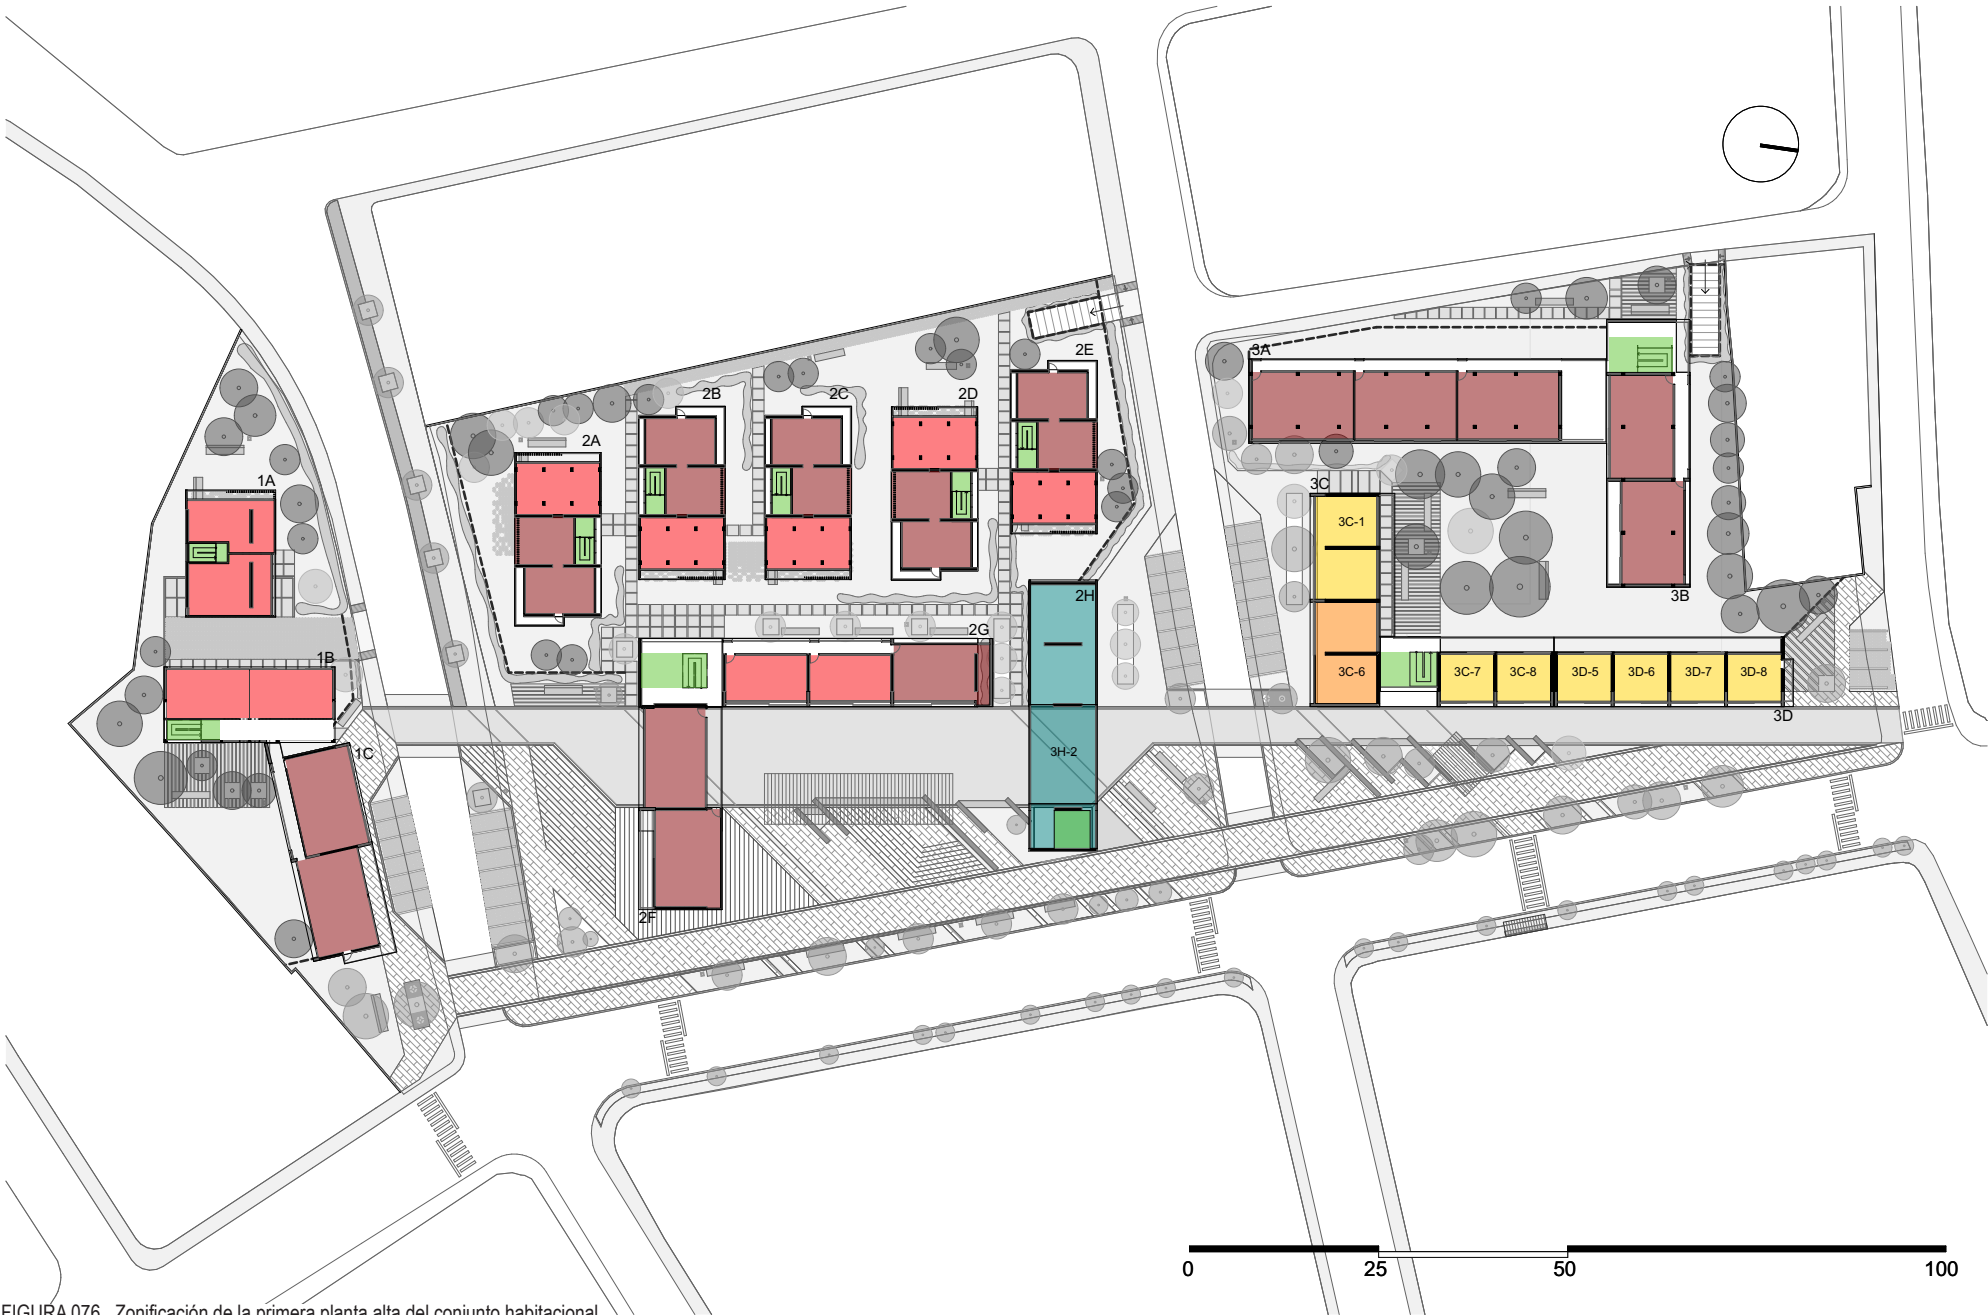 2E
3A
2B
2C
2D
2A
1A
3C
3C-1
2H
3B
2G
1B
3C-6
3C-7
3C-8
3D-5
3D-6
3D-7
3D-8
3D
1C
3H-2
2F
0
25
50
100
FIGURA 076. Zonificación de la primera planta alta del conjunto habitacional